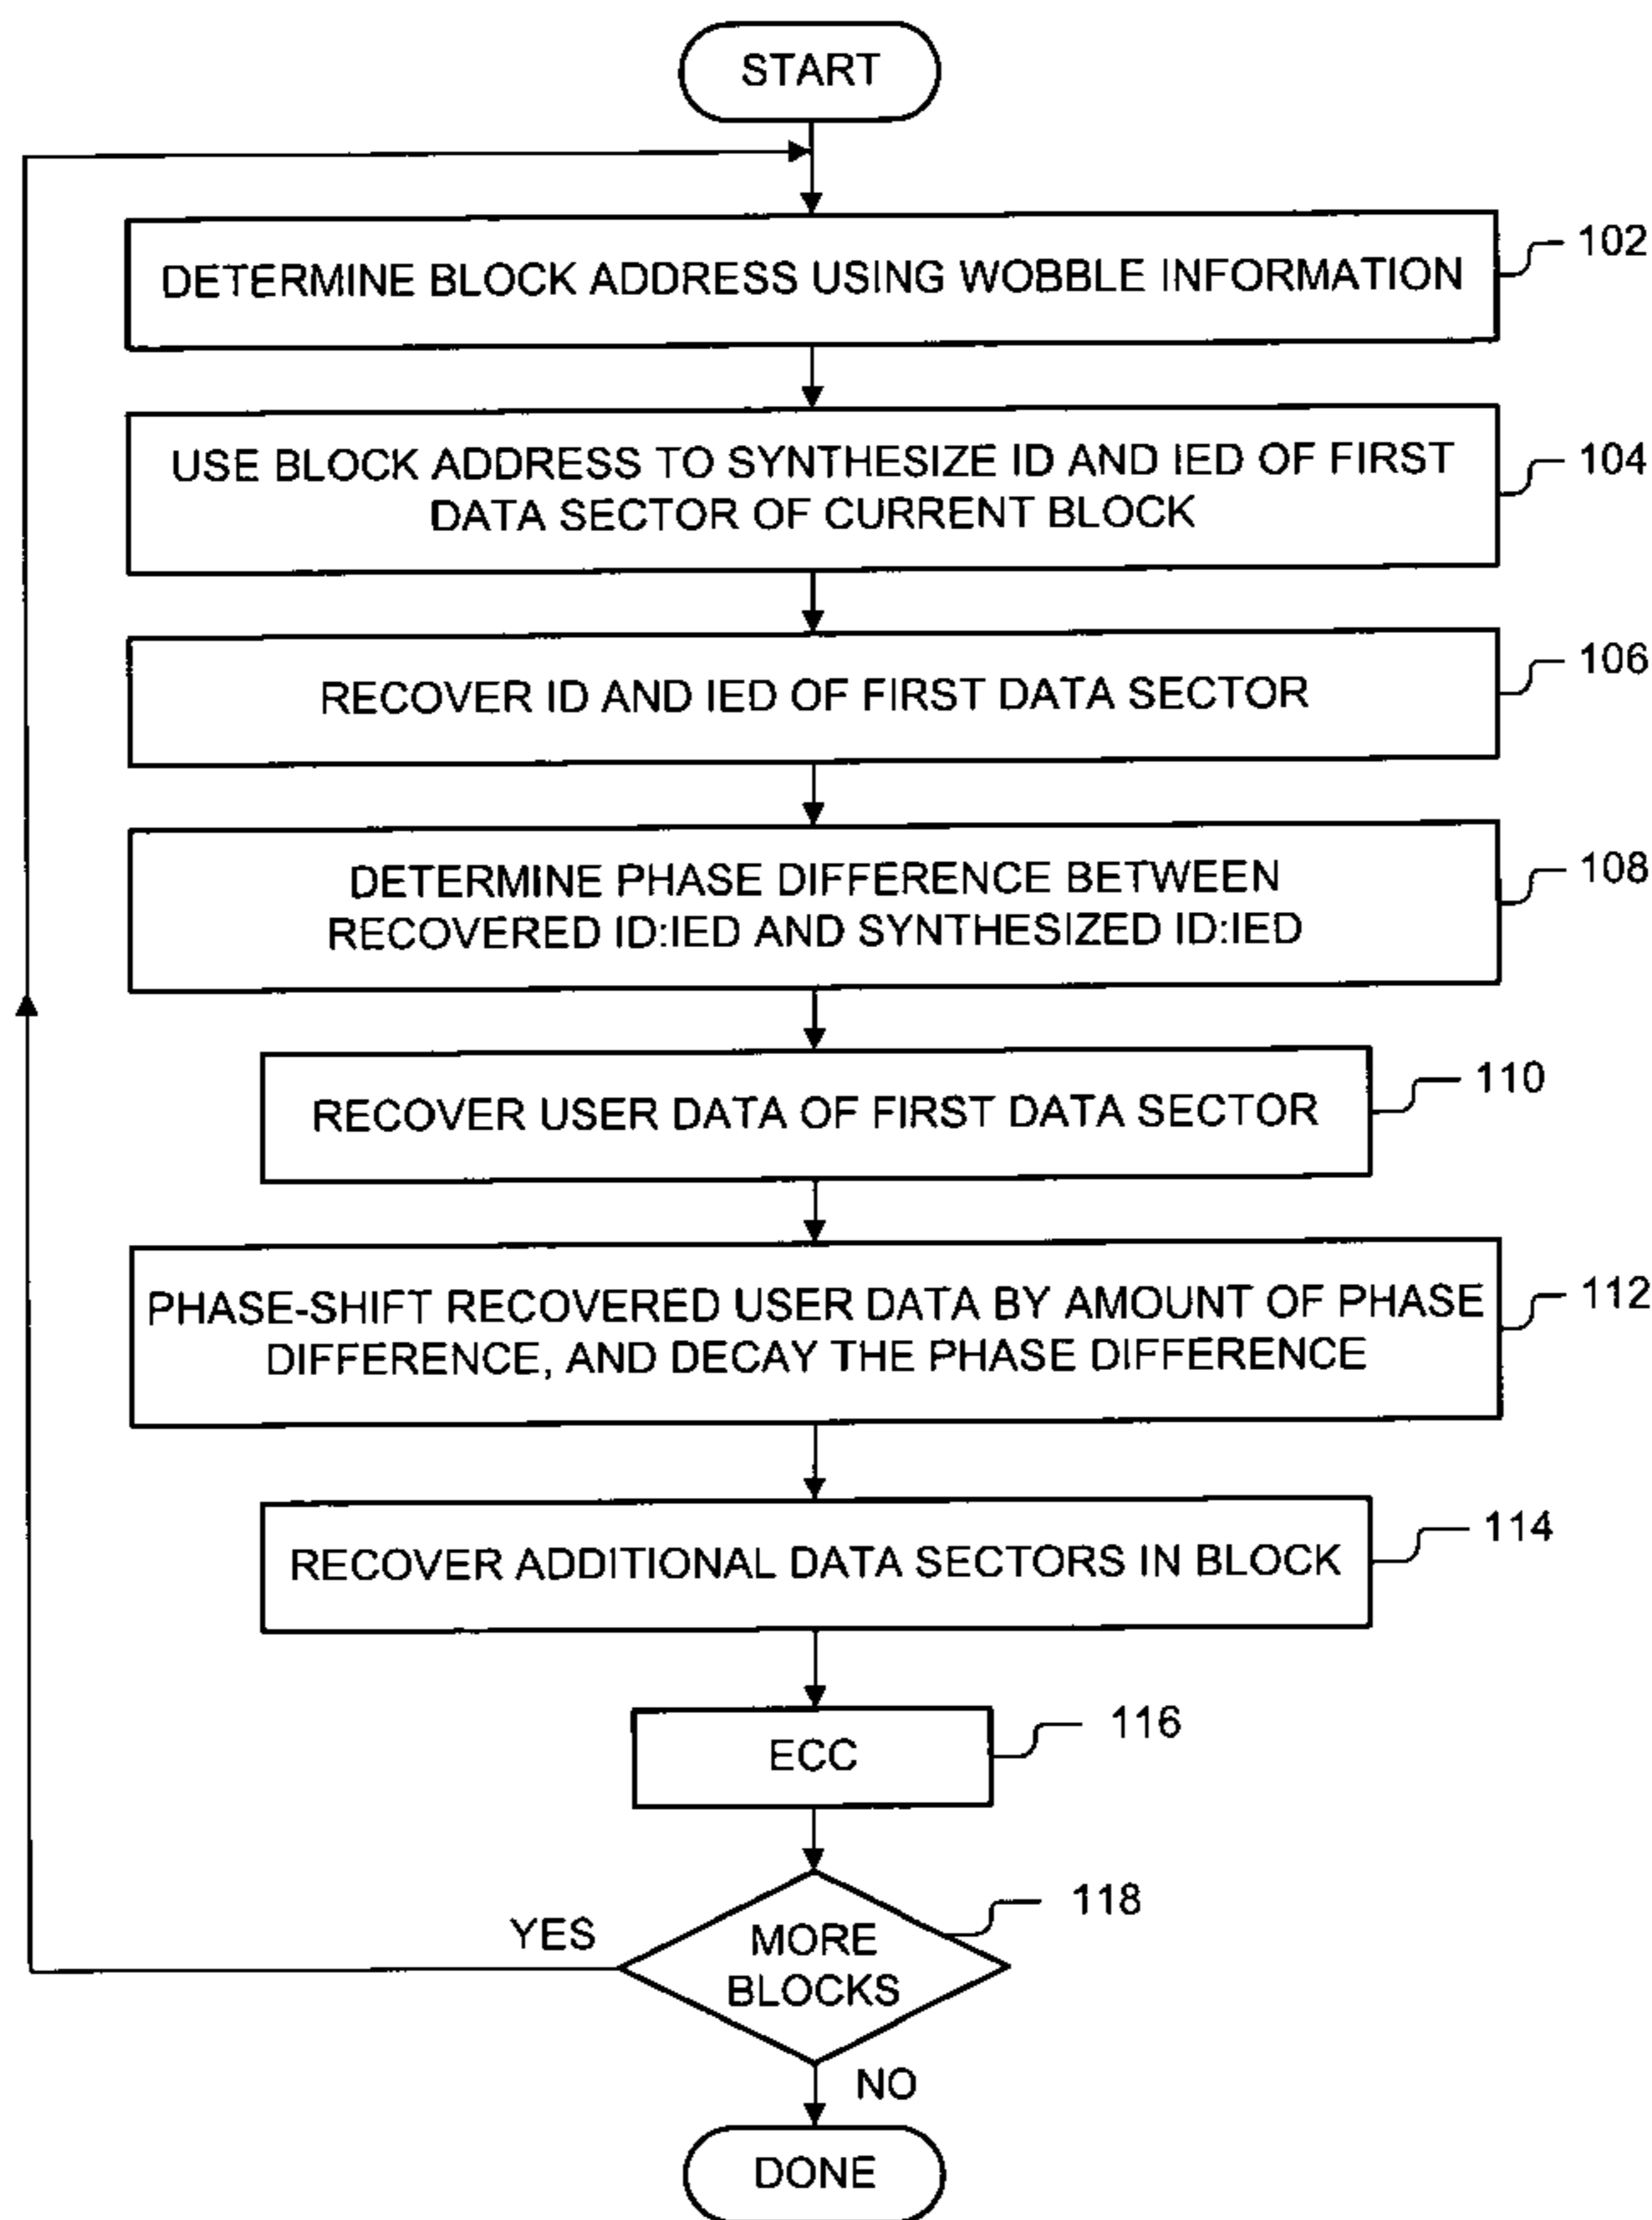 START
DETERMINE BLOCK ADDRESS USING WOBBLE INFORMATION
102
USE BLOCK ADDRESS TO SYNTHESIZE ID AND IED OF FIRST
DATA SECTOR OF CURRENT BLOCK
104
RECOVER ID AND IED OF FIRST DATA SECTOR
106
DETERMINE PHASE DIFFERENCE BETWEEN
RECOVERED ID:IED AND SYNTHESIZED ID:IED
108
RECOVER USER DATA OF FIRST DATA SECTOR
110
PHASE-SHIFT RECOVERED USER DATA BY AMOUNT OF PHASE
DIFFERENCE, AND DECAY THE PHASE DIFFERENCE
112
RECOVER ADDITIONAL DATA SECTORS IN BLOCK
114
ECC
116
YES
MORE
BLOCKS
118
NO
DONE